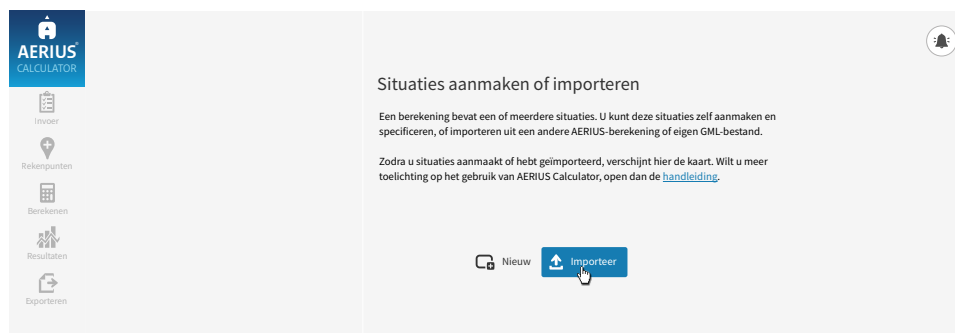 AERIUS®
CALCULATOR
Invoer
Rekenpunten
Berekenen
Resultaten
Exporteren
Situaties aanmaken of importeren
Een berekening bevat een of meerdere situaties. U kunt deze situaties zelf aanmaken en
specificeren, of importeren uit een andere AERIUS-berekening of eigen GML-bestand.
Zodra u situaties aanmaakt of hebt geïmporteerd, verschijnt hier de kaart. Wilt u meer
toelichting op het gebruik van AERIUS Calculator, open dan de handleiding.
Nieuw
Importeer